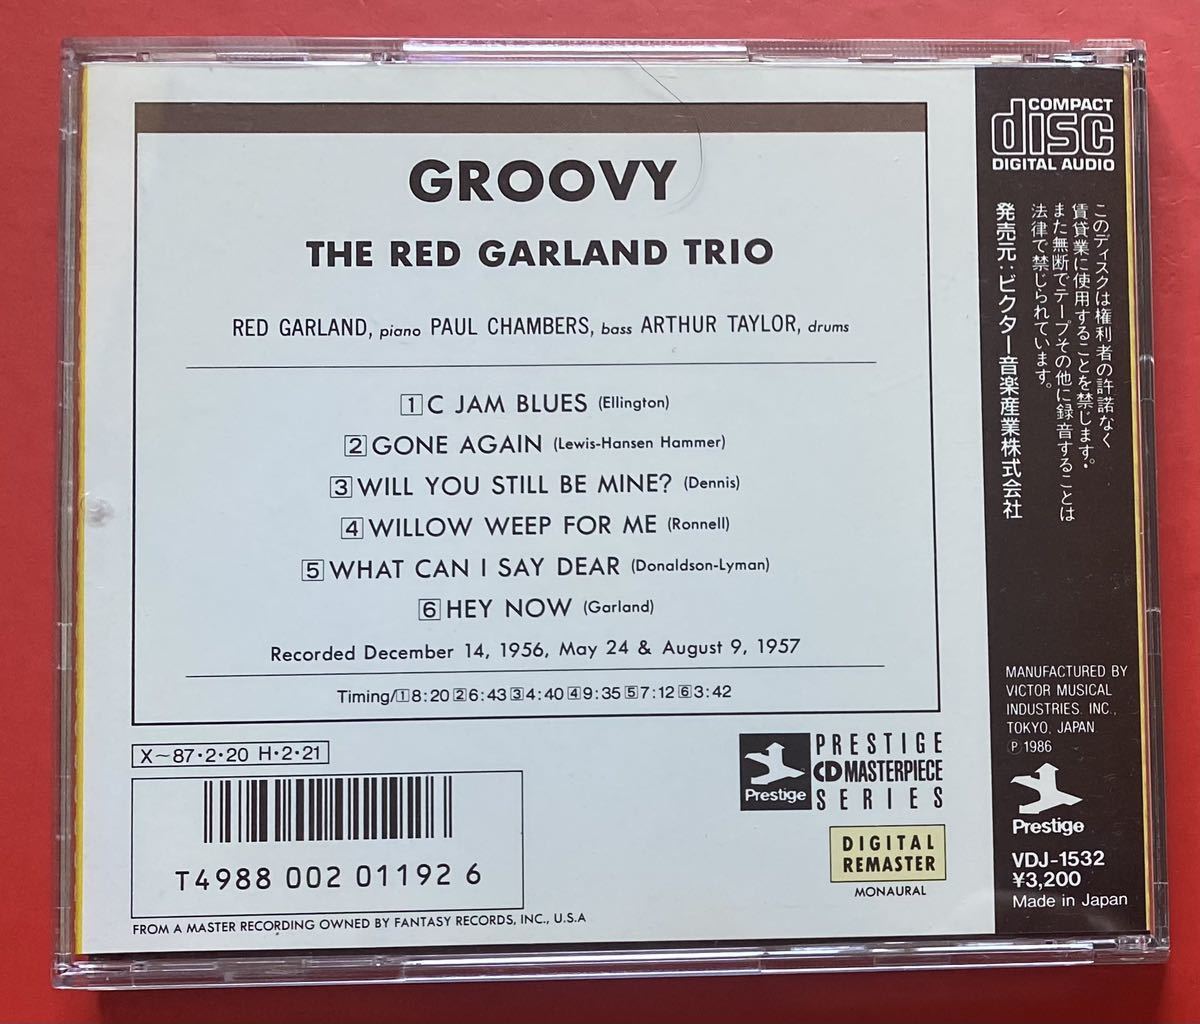 GROOVY
THE RED GARLAND TRIO
RED GARLAND, piano PAUL CHAMBERS, bass ARTHUR TAYLOR, drums
1 C JAM BLUES (Ellington)
2 GONE AGAIN (Lewis-Hansen Hammer)
3 WILL YOU STILL BE MINE? (Dennis)
4 WILLOW WEEP FOR ME (Ronnell)
5 WHAT CAN I SAY DEAR (Donaldson-Lyman)
6 HEY NOW (Garland)
Recorded December 14, 1956, May 24 & August 9, 1957
Timing/1 8:20 2 6:43 3 4:40 4 9:35 5 7:12 6 3:42
X～87・2・20 H・2・21
T4988 002 011926
FROM A MASTER RECORDING OWNED BY FANTASY RECORDS, INC., U.S.A
Prestige
PRESTIGE
CD MASTERPIECE
SERIES
DIGITAL
REMASTER
MONAURAL
COMPACT
disc
DIGITAL AUDIO
このディスクは権利者の許諾なく
賃貸業に使用することを禁じます。
また無断でテープその他に録音することは
法律で禁じられています。
発売元:ビクター音楽産業株式会社
MANUFACTURED BY
VICTOR MUSICAL
INDUSTRIES. INC.,
TOKYO, JAPAN
Ⓟ 1986
Prestige
VDJ-1532
¥3,200
Made in Japan